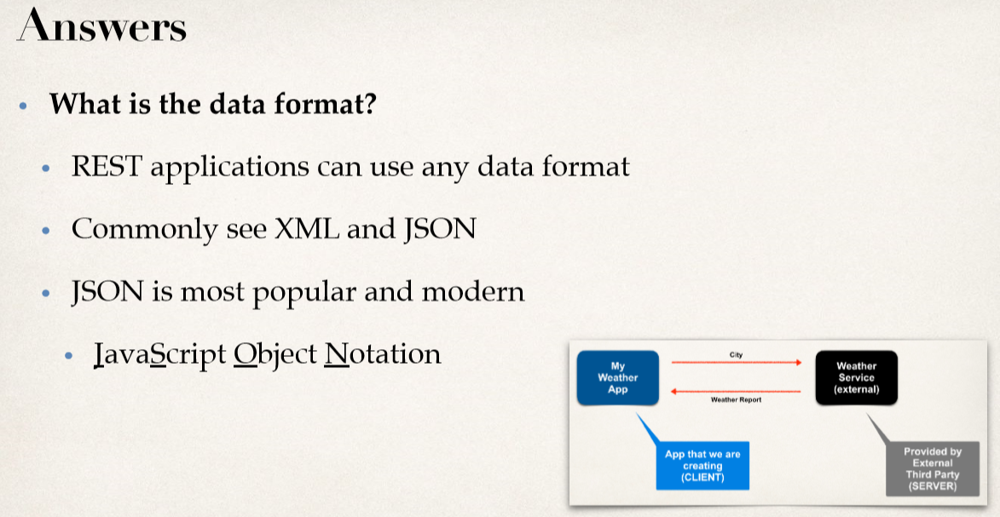 Answers
What is the data format?
REST applications can use any data format
Commonly see XML and JSON
JSON is most popular and modern
JavaScript Object Notation
My
Weather
App
City
Weather Report
Weather
Service
(external)
App that we are
creating
(CLIENT)
Provided by
External
Third Party
(SERVER)